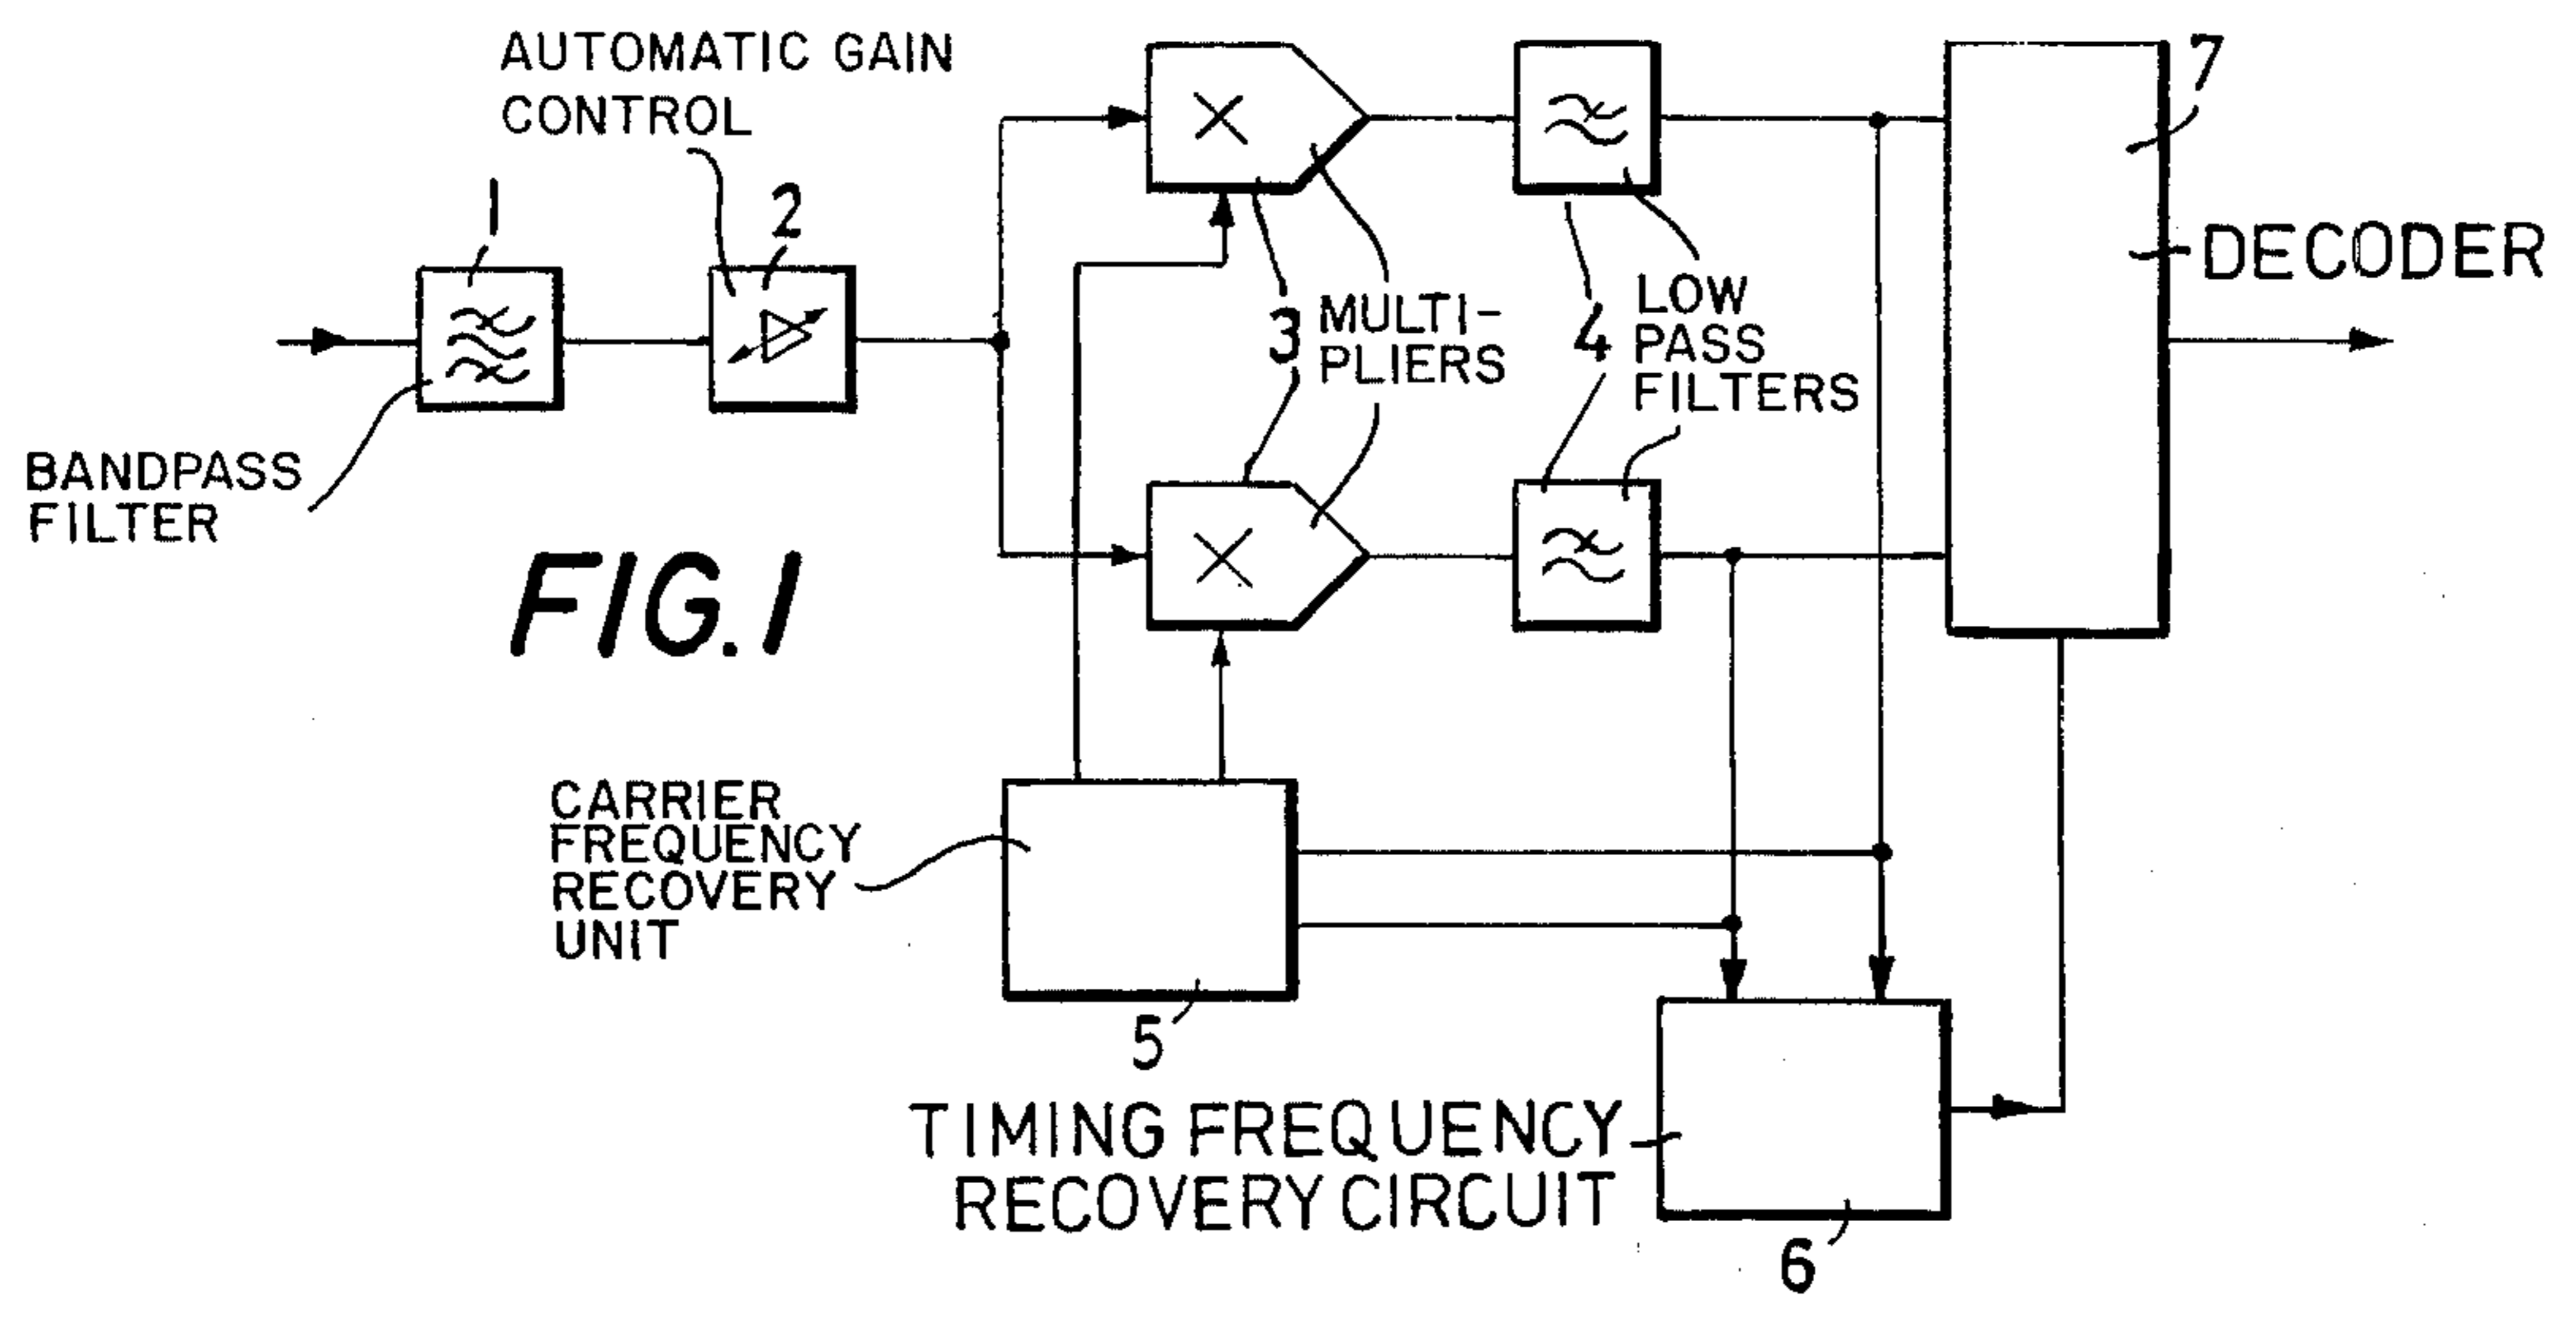 AUTOMATIC GAIN
CONTROL
1
2
BANDPASS
FILTER
3
MULTI-
PLIERS
4
LOW
PASS
FILTERS
7
DECODER
FIG. 1
CARRIER
FREQUENCY
RECOVERY
UNIT
5
TIMING FREQUENCY
RECOVERY CIRCUIT
6